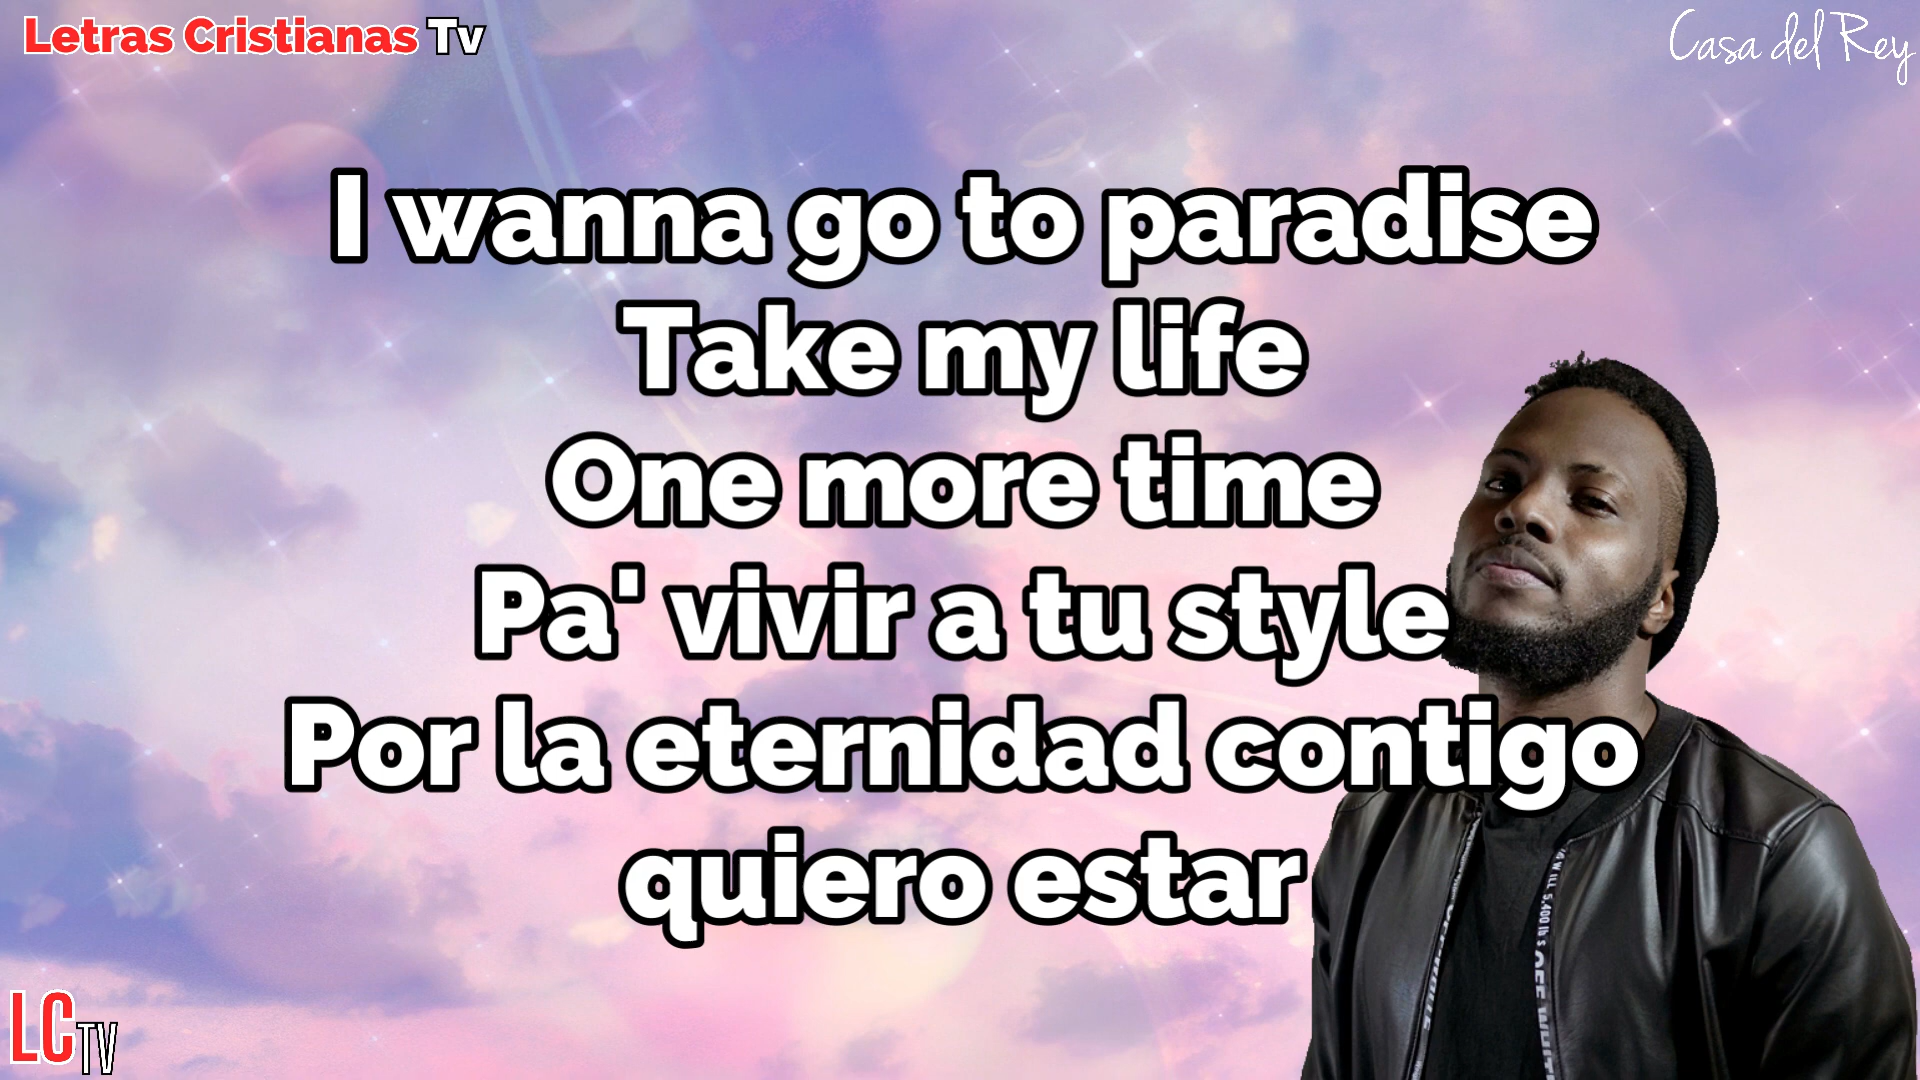 Letras Cristianas Tv
Casa del Rey
I wanna go to paradise
Take my life
One more time
Pa' vivir a tu style
Por la eternidad contigo
quiero estar
LC TV